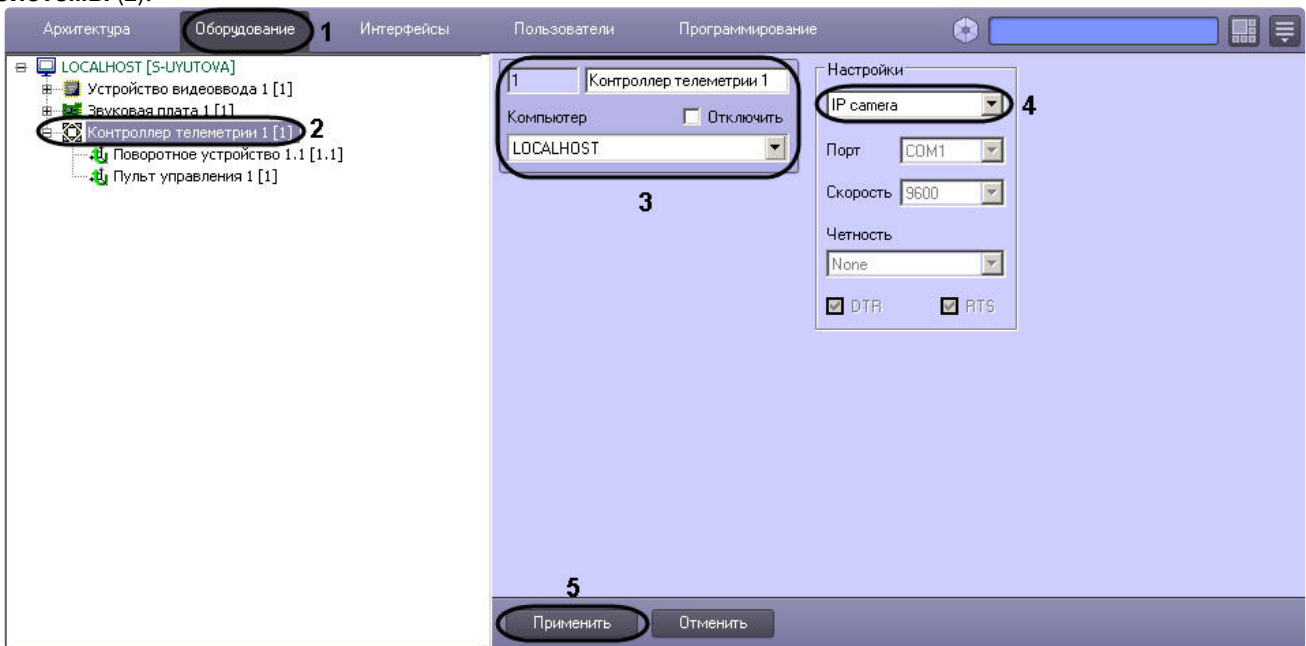 системы (2).
Архитектура Оборудование 1 Интерфейсы Пользователи Программирование
LOCALHOST [S-UYUTOVA]
Устройство видеоввода 1 [1]
Звуковая плата 1 [1]
Контроллер телеметрии 1 [1] 2
Поворотное устройство 1.1 [1.1]
Пульт управления 1 [1]
1 Контроллер телеметрии 1
Компьютер Отключить
LOCALHOST
3
Настройки
IP camera 4
Порт COM1
Скорость 9600
Четность
None
DTR RTS
5
Применить Отменить